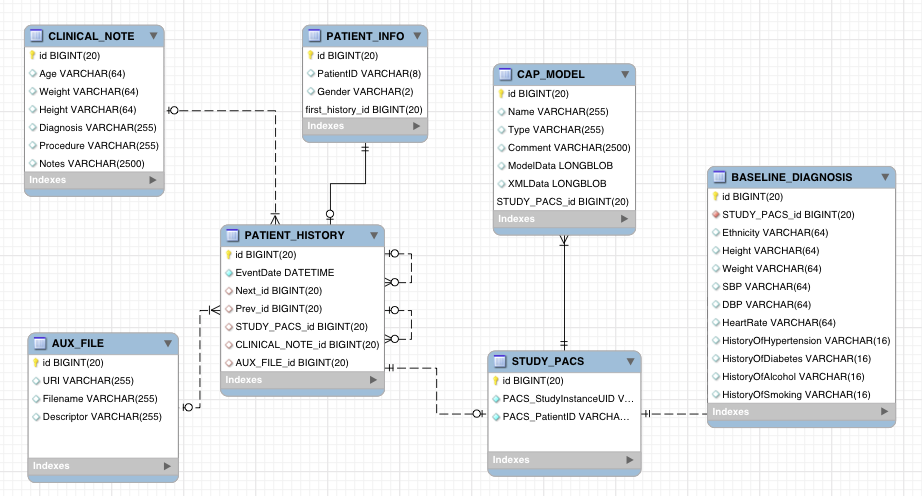 CLINICAL_NOTE
id BIGINT(20)
Age VARCHAR(64)
Weight VARCHAR(64)
Height VARCHAR(64)
Diagnosis VARCHAR(255)
Procedure VARCHAR(255)
Notes VARCHAR(2500)
Indexes
PATIENT_INFO
id BIGINT(20)
PatientID VARCHAR(8)
Gender VARCHAR(2)
first_history_id BIGINT(20)
Indexes
CAP_MODEL
id BIGINT(20)
Name VARCHAR(255)
Type VARCHAR(255)
Comment VARCHAR(2500)
ModelData LONGBLOB
XMLData LONGBLOB
STUDY_PACS_id BIGINT(20)
Indexes
BASELINE_DIAGNOSIS
id BIGINT(20)
STUDY_PACS_id BIGINT(20)
Ethnicity VARCHAR(64)
Height VARCHAR(64)
Weight VARCHAR(64)
SBP VARCHAR(64)
DBP VARCHAR(64)
HeartRate VARCHAR(64)
HistoryOfHypertension VARCHAR(16)
HistoryOfDiabetes VARCHAR(16)
HistoryOfAlcohol VARCHAR(16)
HistoryOfSmoking VARCHAR(16)
Indexes
PATIENT_HISTORY
id BIGINT(20)
EventDate DATETIME
Next_id BIGINT(20)
Prev_id BIGINT(20)
STUDY_PACS_id BIGINT(20)
CLINICAL_NOTE_id BIGINT(20)
AUX_FILE_id BIGINT(20)
Indexes
AUX_FILE
id BIGINT(20)
URI VARCHAR(255)
Filename VARCHAR(255)
Descriptor VARCHAR(255)
Indexes
STUDY_PACS
id BIGINT(20)
PACS_StudyInstanceUID V...
PACS_PatientID VARCHA...
Indexes